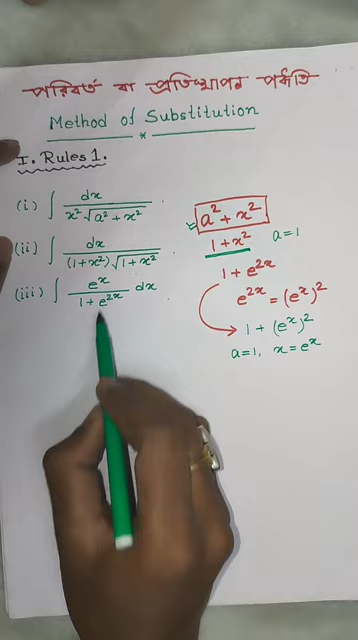 পরিবর্ত বা প্রতিস্থাপন পদ্ধতি
Method of Substitution
I. Rules 1.
(i) ∫ dx / x²√(a² + x²)
(ii) ∫ dx / (1+x²)√(1+x²)
(iii) ∫ eˣ / (1 + e²ˣ) dx
a² + x²
1 + x² a = 1
1 + e²ˣ
e²ˣ = (eˣ)²
1 + (eˣ)²
a = 1, x = eˣ